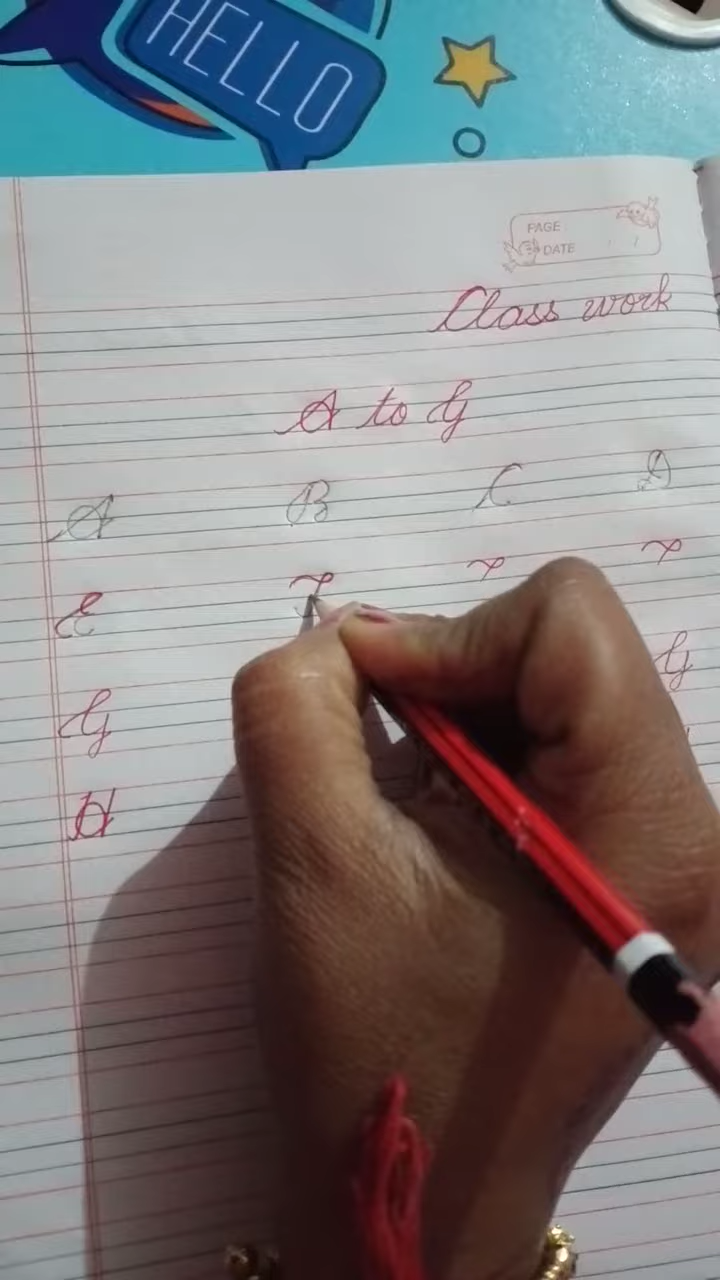 HELLO
PAGE
DATE / /
Class work
A to G
A B C D
E
G G
H